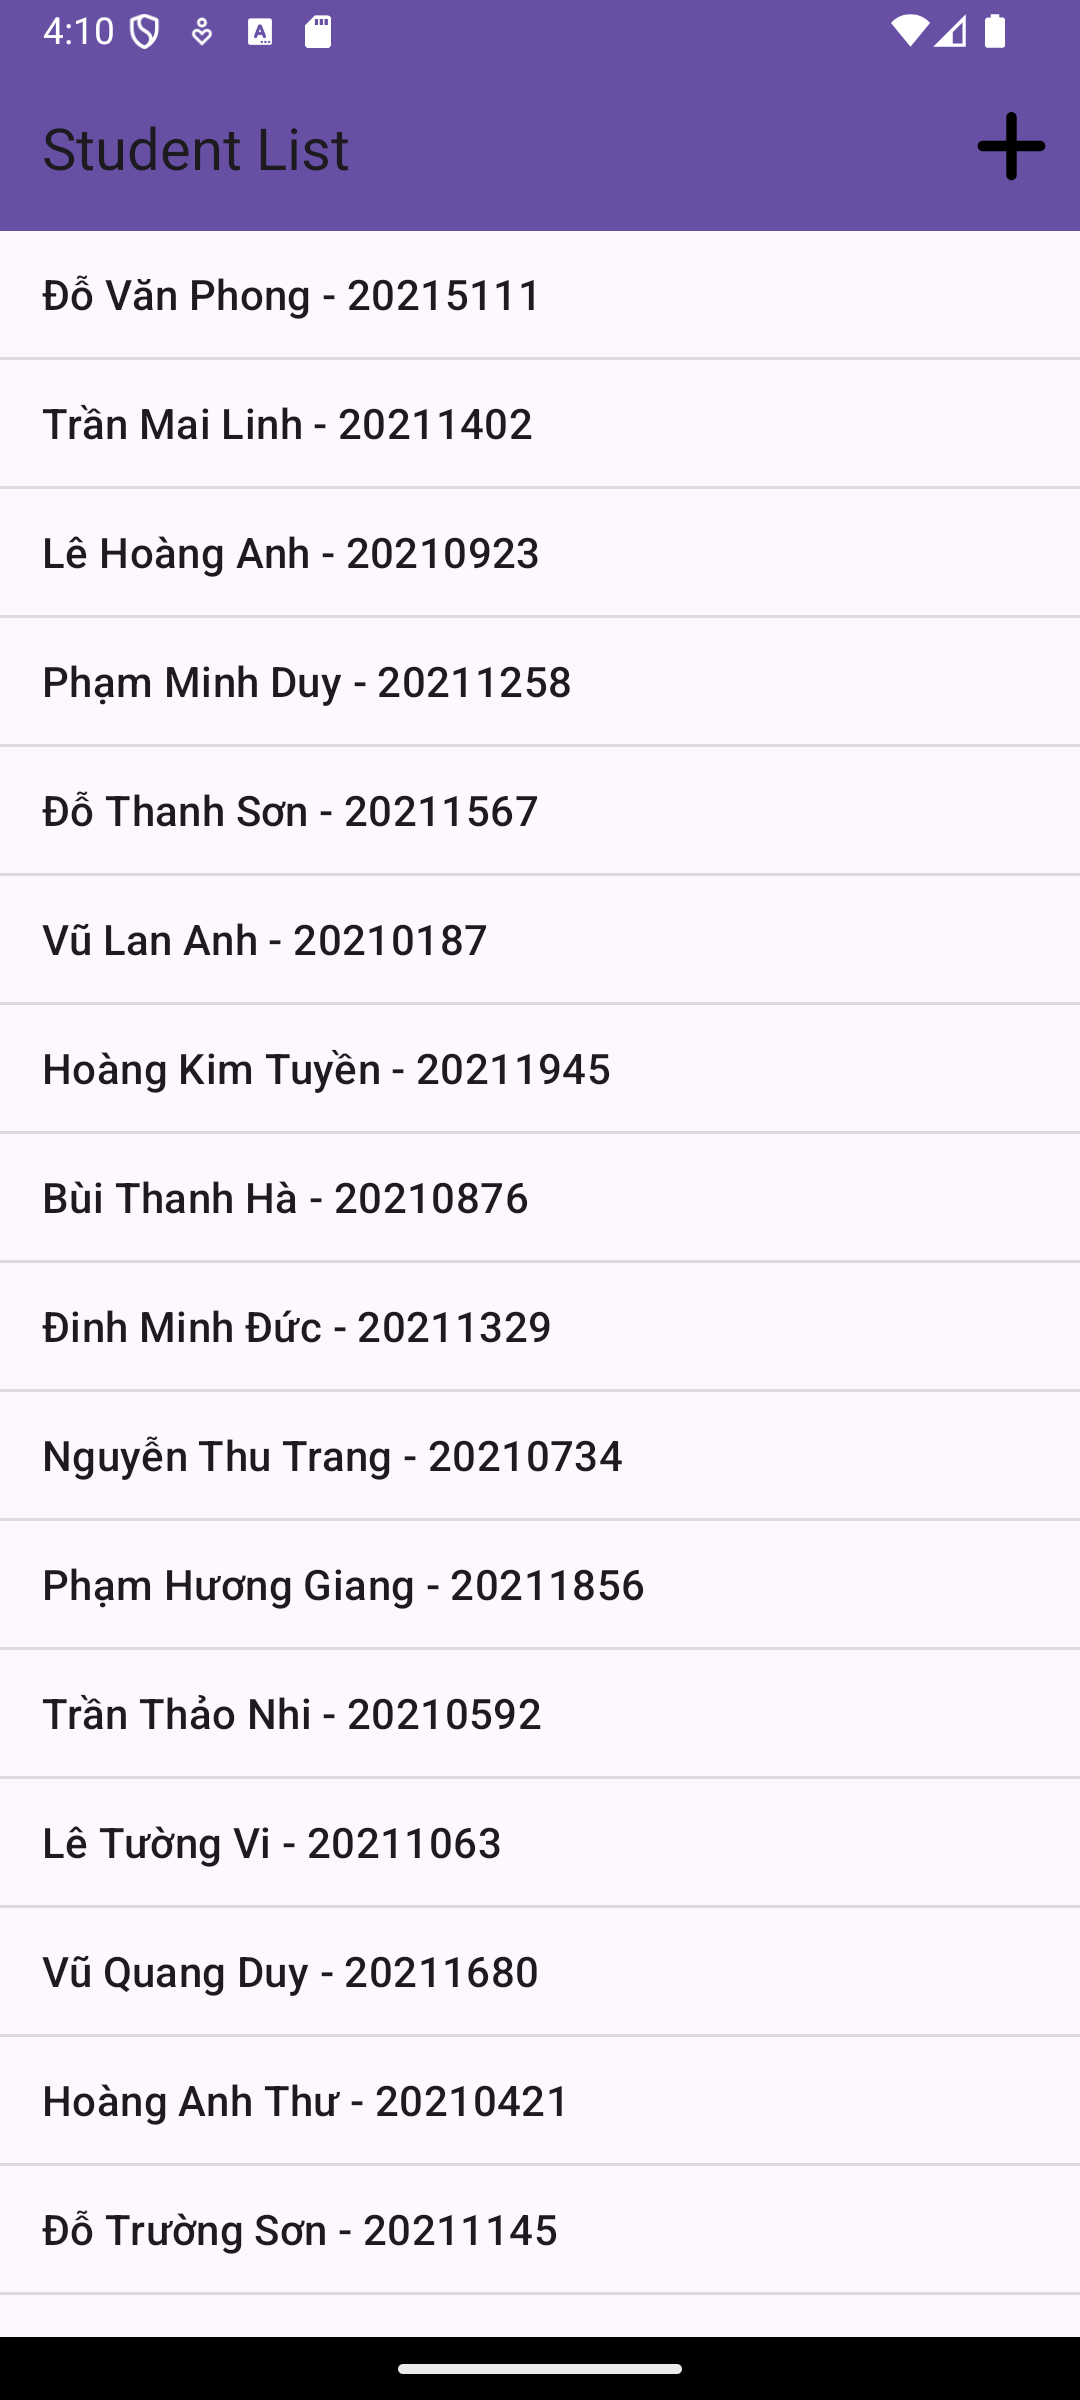 4:10
Student List
Đỗ Văn Phong - 20215111
Trần Mai Linh - 20211402
Lê Hoàng Anh - 20210923
Phạm Minh Duy - 20211258
Đỗ Thanh Sơn - 20211567
Vũ Lan Anh - 20210187
Hoàng Kim Tuyền - 20211945
Bùi Thanh Hà - 20210876
Đinh Minh Đức - 20211329
Nguyễn Thu Trang - 20210734
Phạm Hương Giang - 20211856
Trần Thảo Nhi - 20210592
Lê Tường Vi - 20211063
Vũ Quang Duy - 20211680
Hoàng Anh Thư - 20210421
Đỗ Trường Sơn - 20211145